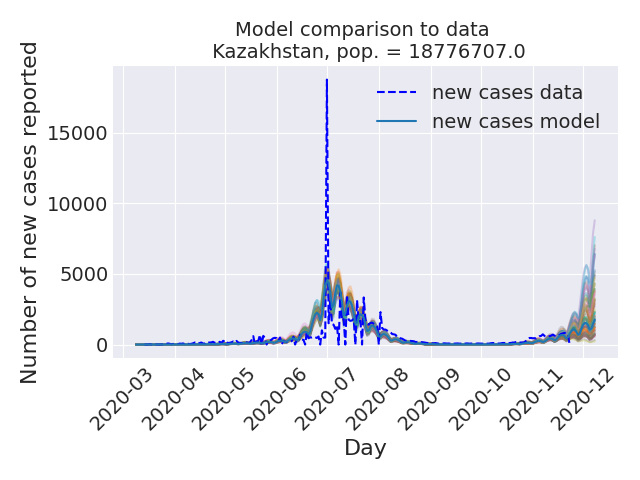 Model comparison to data
Kazakhstan, pop. = 18776707.0
Number of new cases reported
15000
10000
5000
0
new cases data
new cases model
2020-03
2020-04
2020-05
2020-06
2020-07
2020-08
2020-09
2020-10
2020-11
2020-12
Day